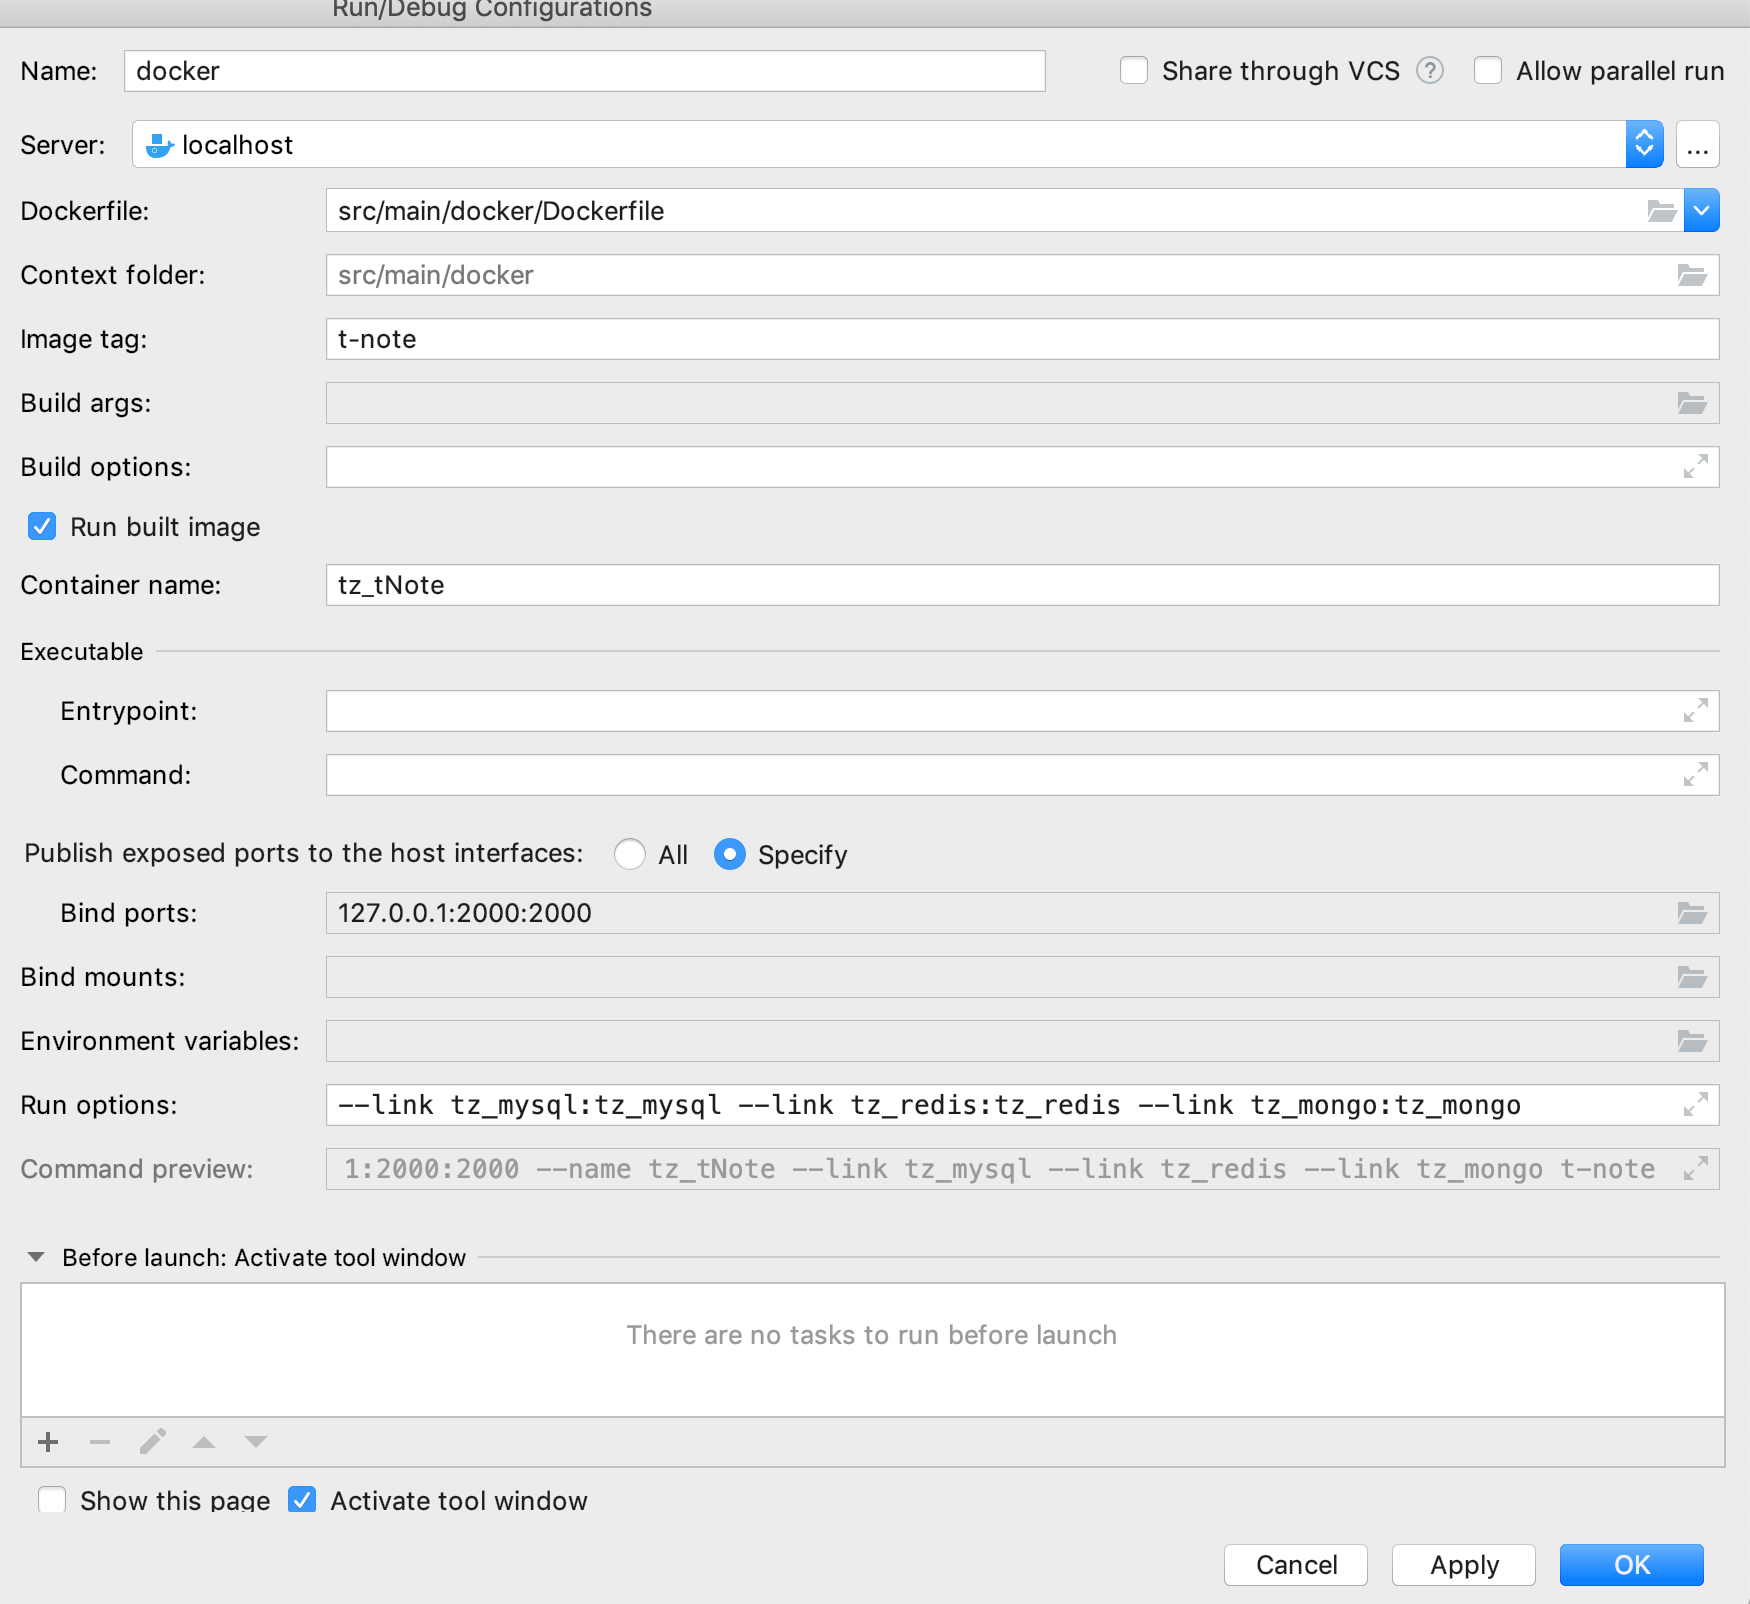 Run/Debug Configurations
Name: docker Share through VCS ? Allow parallel run
Server: localhost ...
Dockerfile: src/main/docker/Dockerfile
Context folder: src/main/docker
Image tag: t-note
Build args:
Build options:
Run built image
Container name: tz_tNote
Executable
Entrypoint:
Command:
Publish exposed ports to the host interfaces: All Specify
Bind ports: 127.0.0.1:2000:2000
Bind mounts:
Environment variables:
Run options: --link tz_mysql:tz_mysql --link tz_redis:tz_redis --link tz_mongo:tz_mongo
Command preview: 1:2000:2000 --name tz_tNote --link tz_mysql --link tz_redis --link tz_mongo t-note
Before launch: Activate tool window
There are no tasks to run before launch
Show this page Activate tool window
Cancel Apply OK